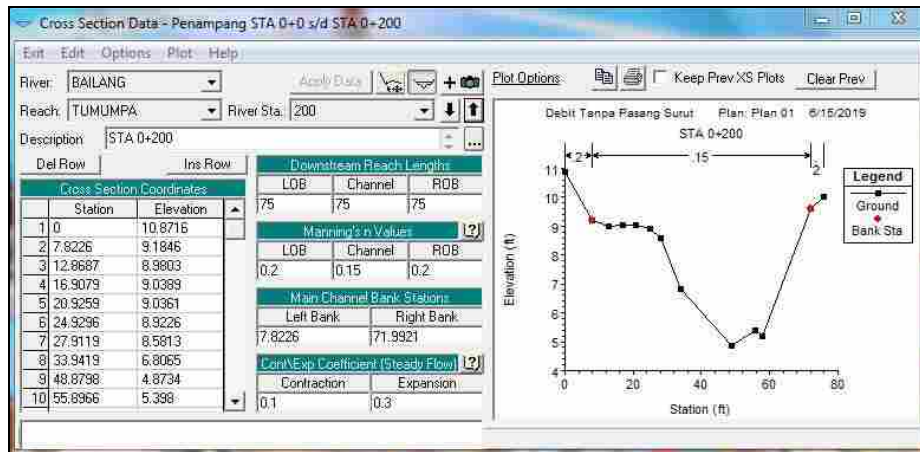 Cross Section Data - Penampang STA 0+0 s/d STA 0+200
Exit Edit Options Plot Help
River: BAILANG Apply Data
Reach: TUMUMPA River Sta.: 200
Description STA 0+200 ...
Del Row Ins Row
Cross Section Coordinates
Station Elevation
1 0 10.8716
2 7.8226 9.1846
3 12.8687 8.9803
4 16.9079 9.0389
5 20.9259 9.0361
6 24.9296 8.9226
7 27.9119 8.5813
8 33.9419 6.8065
9 48.8798 4.8734
10 55.8966 5.398
Downstream Reach Lengths
LOB Channel ROB
75 75 75
Manning's n Values ?
LOB Channel ROB
0.2 0.15 0.2
Main Channel Bank Stations
Left Bank Right Bank
7.8226 71.9921
Cont\Exp Coefficient (Steady Flow) ?
Contraction Expansion
0.1 0.3
Plot Options Keep Prev XS Plots Clear Prev
Debit Tanpa Pasang Surut Plan: Plan 01 6/15/2019
STA 0+200
.2 .15 .2
11
10
9
8
7
6
5
4
0 20 40 60 80
Elevation (ft)
Station (ft)
Legend
Ground
Bank Sta